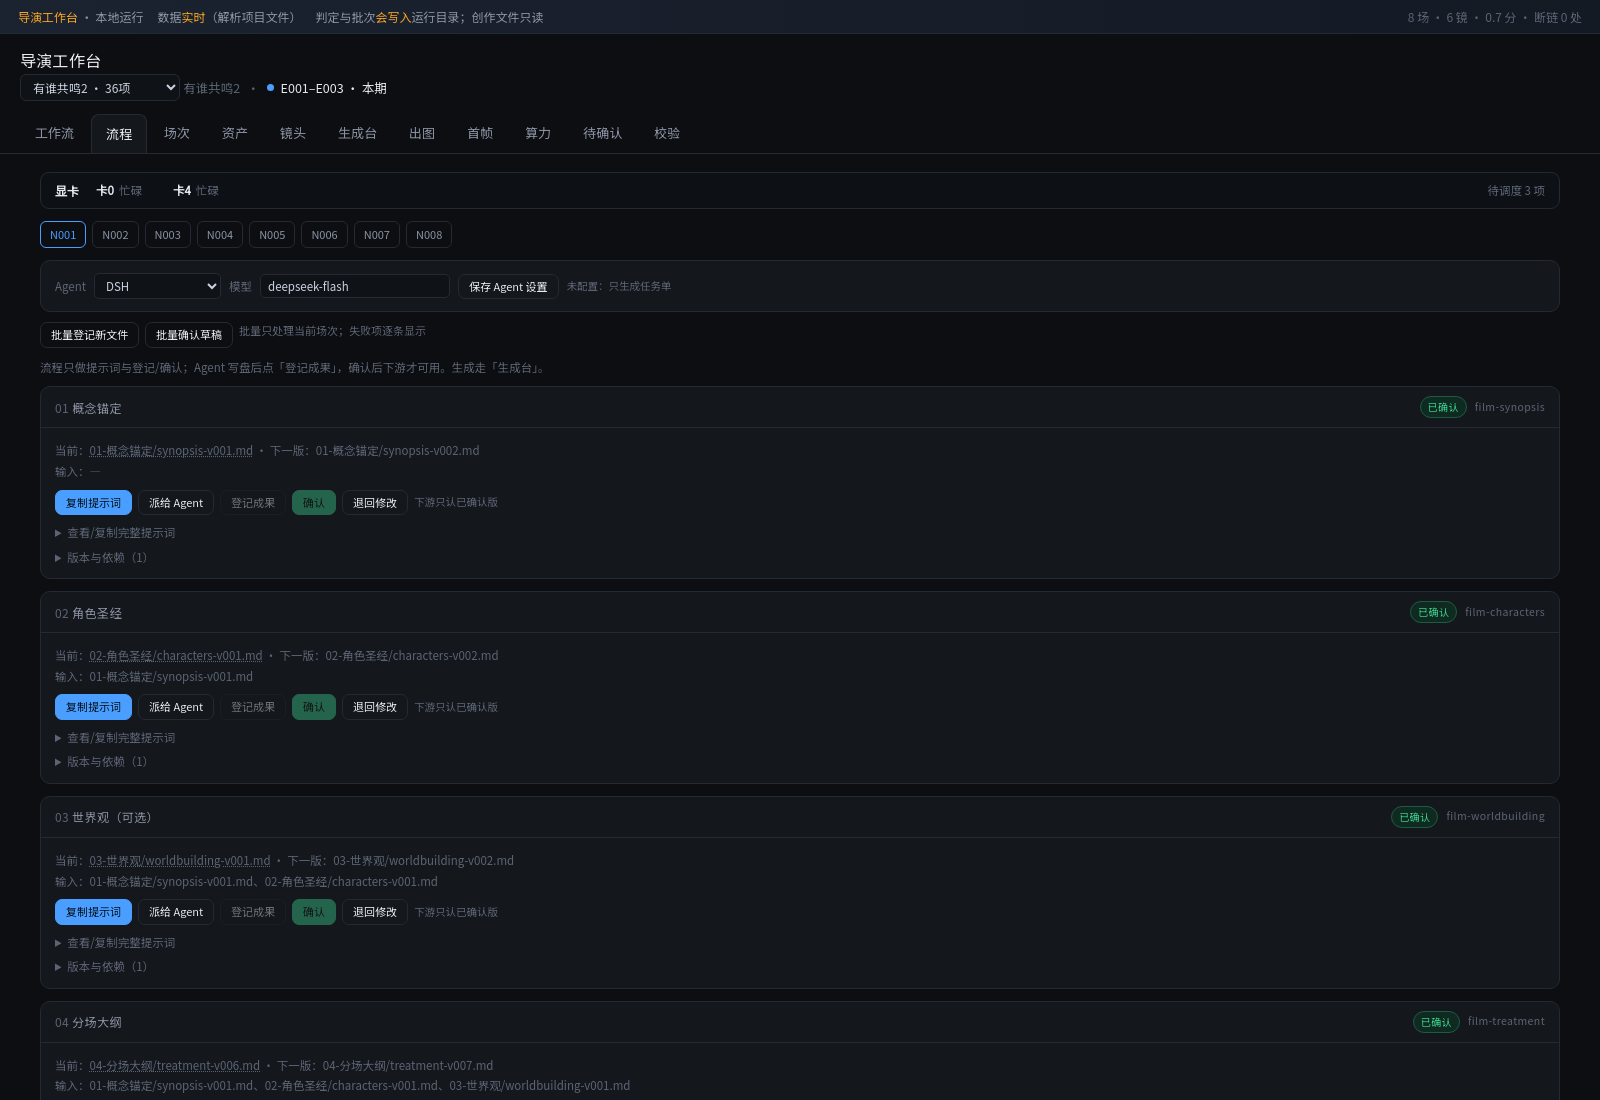 导演工作台 · 本地运行 数据实时（解析项目文件） 判定与批次会写入运行目录；创作文件只读 8 场 · 6 镜 · 0.7 分 · 断链 0 处
导演工作台
有谁共鸣2 · 36项 有谁共鸣2 · E001–E003 · 本期
工作流 流程 场次 资产 镜头 生成台 出图 首帧 算力 待确认 校验
显卡 卡0 忙碌 卡4 忙碌 待调度 3 项
N001 N002 N003 N004 N005 N006 N007 N008
Agent DSH 模型 deepseek-flash 保存 Agent 设置 未配置：只生成任务单
批量登记新文件 批量确认草稿 批量只处理当前场次；失败项逐条显示
流程只做提示词与登记/确认；Agent 写盘后点「登记成果」，确认后下游才可用。生成走「生成台」。
01 概念锚定 已确认 film-synopsis
当前：01-概念锚定/synopsis-v001.md · 下一版：01-概念锚定/synopsis-v002.md
输入：—
复制提示词 派给 Agent 登记成果 确认 退回修改 下游只认已确认版
▶ 查看/复制完整提示词
▶ 版本与依赖（1）
02 角色圣经 已确认 film-characters
当前：02-角色圣经/characters-v001.md · 下一版：02-角色圣经/characters-v002.md
输入：01-概念锚定/synopsis-v001.md
复制提示词 派给 Agent 登记成果 确认 退回修改 下游只认已确认版
▶ 查看/复制完整提示词
▶ 版本与依赖（1）
03 世界观（可选） 已确认 film-worldbuilding
当前：03-世界观/worldbuilding-v001.md · 下一版：03-世界观/worldbuilding-v002.md
输入：01-概念锚定/synopsis-v001.md、02-角色圣经/characters-v001.md
复制提示词 派给 Agent 登记成果 确认 退回修改 下游只认已确认版
▶ 查看/复制完整提示词
▶ 版本与依赖（1）
04 分场大纲 已确认 film-treatment
当前：04-分场大纲/treatment-v006.md · 下一版：04-分场大纲/treatment-v007.md
输入：01-概念锚定/synopsis-v001.md、02-角色圣经/characters-v001.md、03-世界观/worldbuilding-v001.md